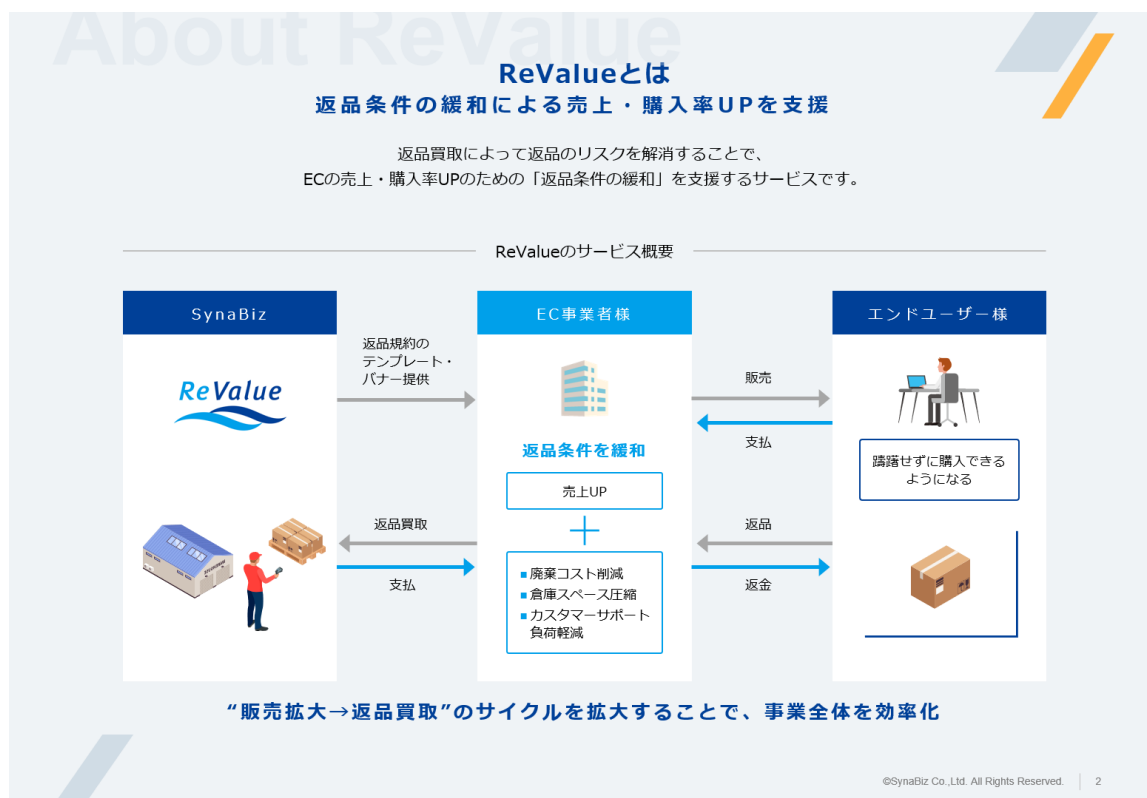 About ReValue
ReValueとは
返品条件の緩和による売上・購入率UPを支援
返品買取によって返品のリスクを解消することで、
ECの売上・購入率UPのための「返品条件の緩和」を支援するサービスです。
ReValueのサービス概要
SynaBiz
EC事業者様
エンドユーザー様
返品規約の
テンプレート・
バナー提供
ReValue
販売
支払
返品条件を緩和
躊躇せずに購入できる
ようになる
売上UP
返品買取
支払
返品
返金
■廃棄コスト削減
■倉庫スペース圧縮
■カスタマーサポート
負荷軽減
“販売拡大→返品買取”のサイクルを拡大することで、事業全体を効率化
©SynaBiz Co.,Ltd. All Rights Reserved.
2